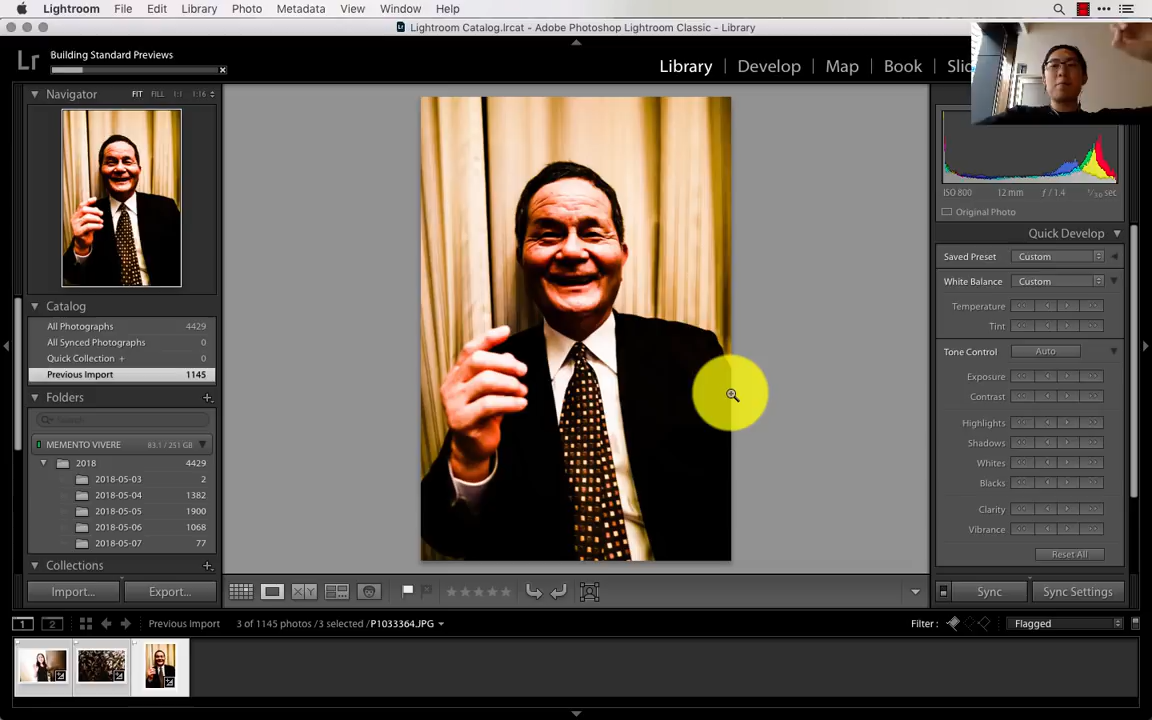 Lightroom File Edit Library Photo Metadata View Window Help
Lightroom Catalog.lrcat - Adobe Photoshop Lightroom Classic - Library
Lr Building Standard Previews
Library Develop Map Book
Navigator FIT FILL 1:1 1:16
Catalog
All Photographs 4429
All Synced Photographs 0
Quick Collection + 0
Previous Import 1145
Folders
Search
MEMENTO VIVERE 83.1 / 251 GB
2018 4429
2018-05-03 2
2018-05-04 1382
2018-05-05 1900
2018-05-06 1068
2018-05-07 77
Collections
Import... Export...
ISO 800 12 mm ƒ / 1.4 1/30 sec
Original Photo
Quick Develop
Saved Preset Custom
White Balance Custom
Temperature
Tint
Tone Control Auto
Exposure
Contrast
Highlights
Shadows
Whites
Blacks
Clarity
Vibrance
Reset All
Sync Sync Settings
XY
1 2 Previous Import 3 of 1145 photos / 3 selected / P1033364.JPG Filter : Flagged